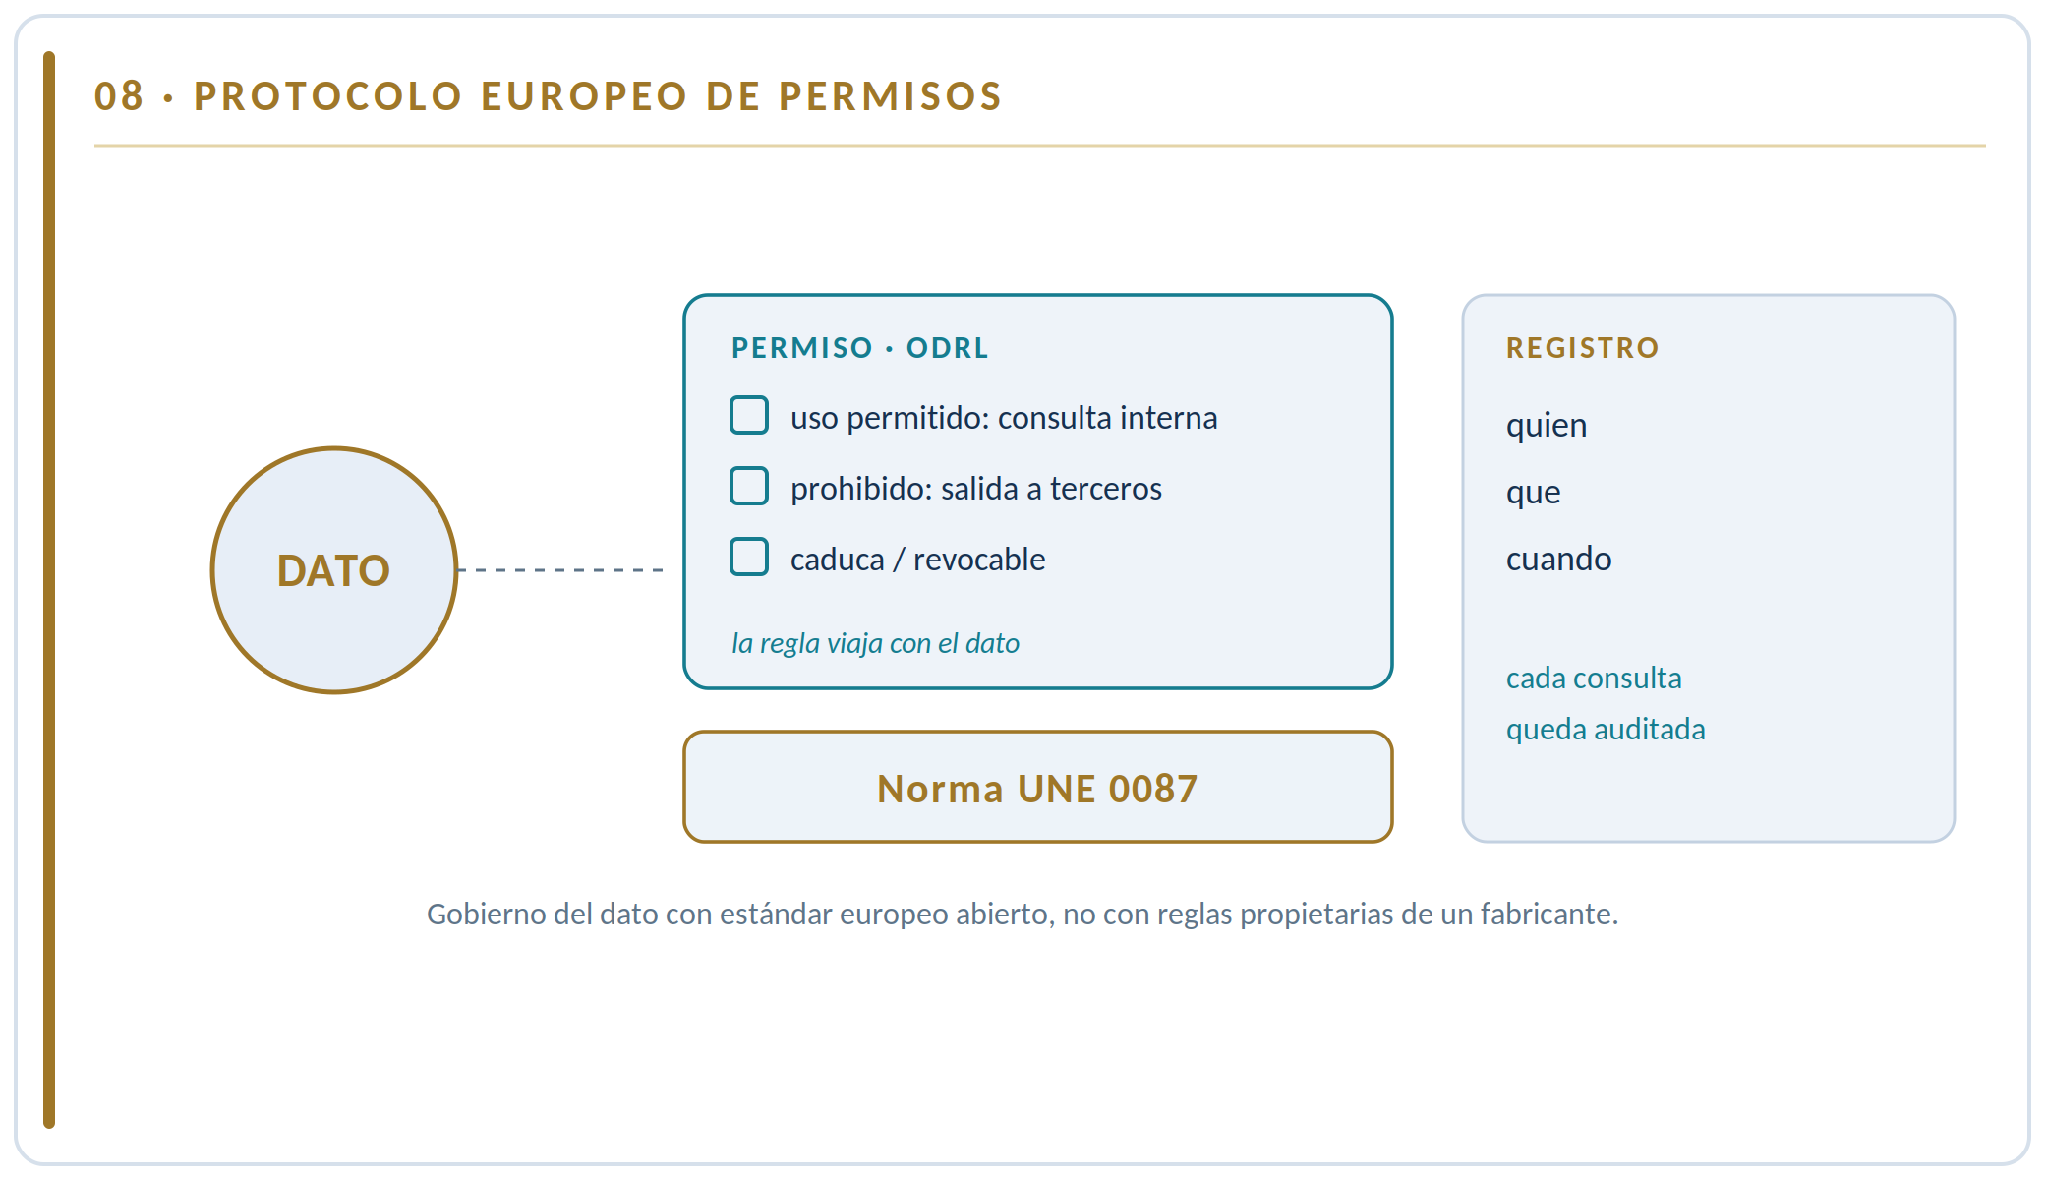 08 · PROTOCOLO EUROPEO DE PERMISOS
DATO
PERMISO · ODRL
uso permitido: consulta interna
prohibido: salida a terceros
caduca / revocable
la regla viaja con el dato
Norma UNE 0087
REGISTRO
quien
que
cuando
cada consulta
queda auditada
Gobierno del dato con estándar europeo abierto, no con reglas propietarias de un fabricante.